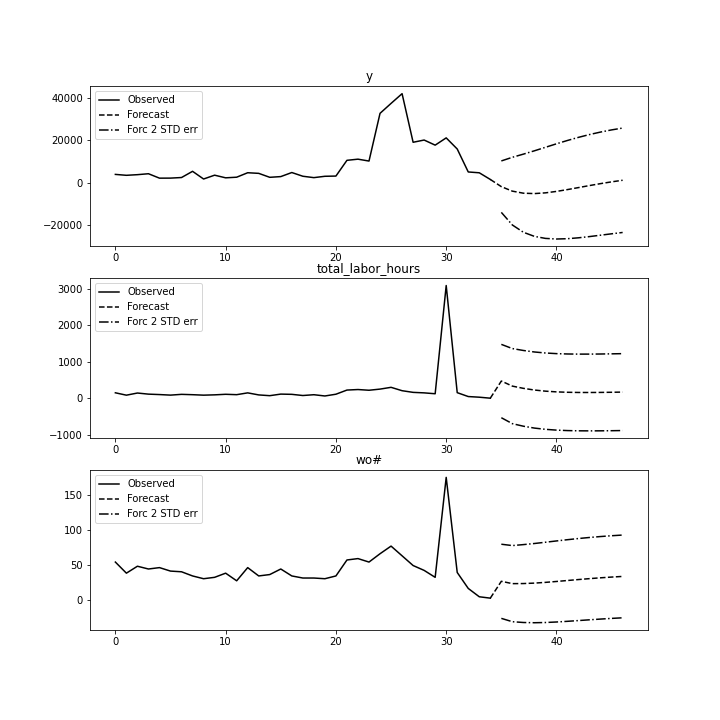 y
40000
20000
0
−20000
Observed
Forecast
Forc 2 STD err
0 10 20 30 40
total_labor_hours
3000
2000
1000
0
−1000
Observed
Forecast
Forc 2 STD err
0 10 20 30 40
wo#
150
100
50
0
Observed
Forecast
Forc 2 STD err
0 10 20 30 40